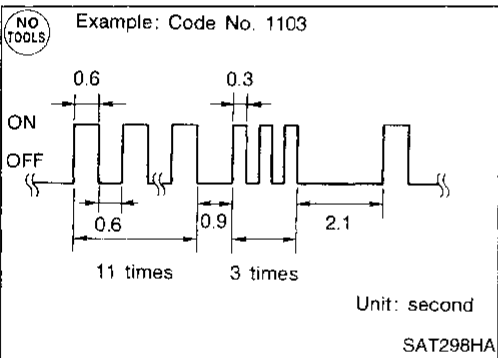 NO TOOLS
Example: Code No. 1103
0.6
0.3
ON
OFF
0.6
0.9
2.1
11 times
3 times
Unit: second
SAT298HA